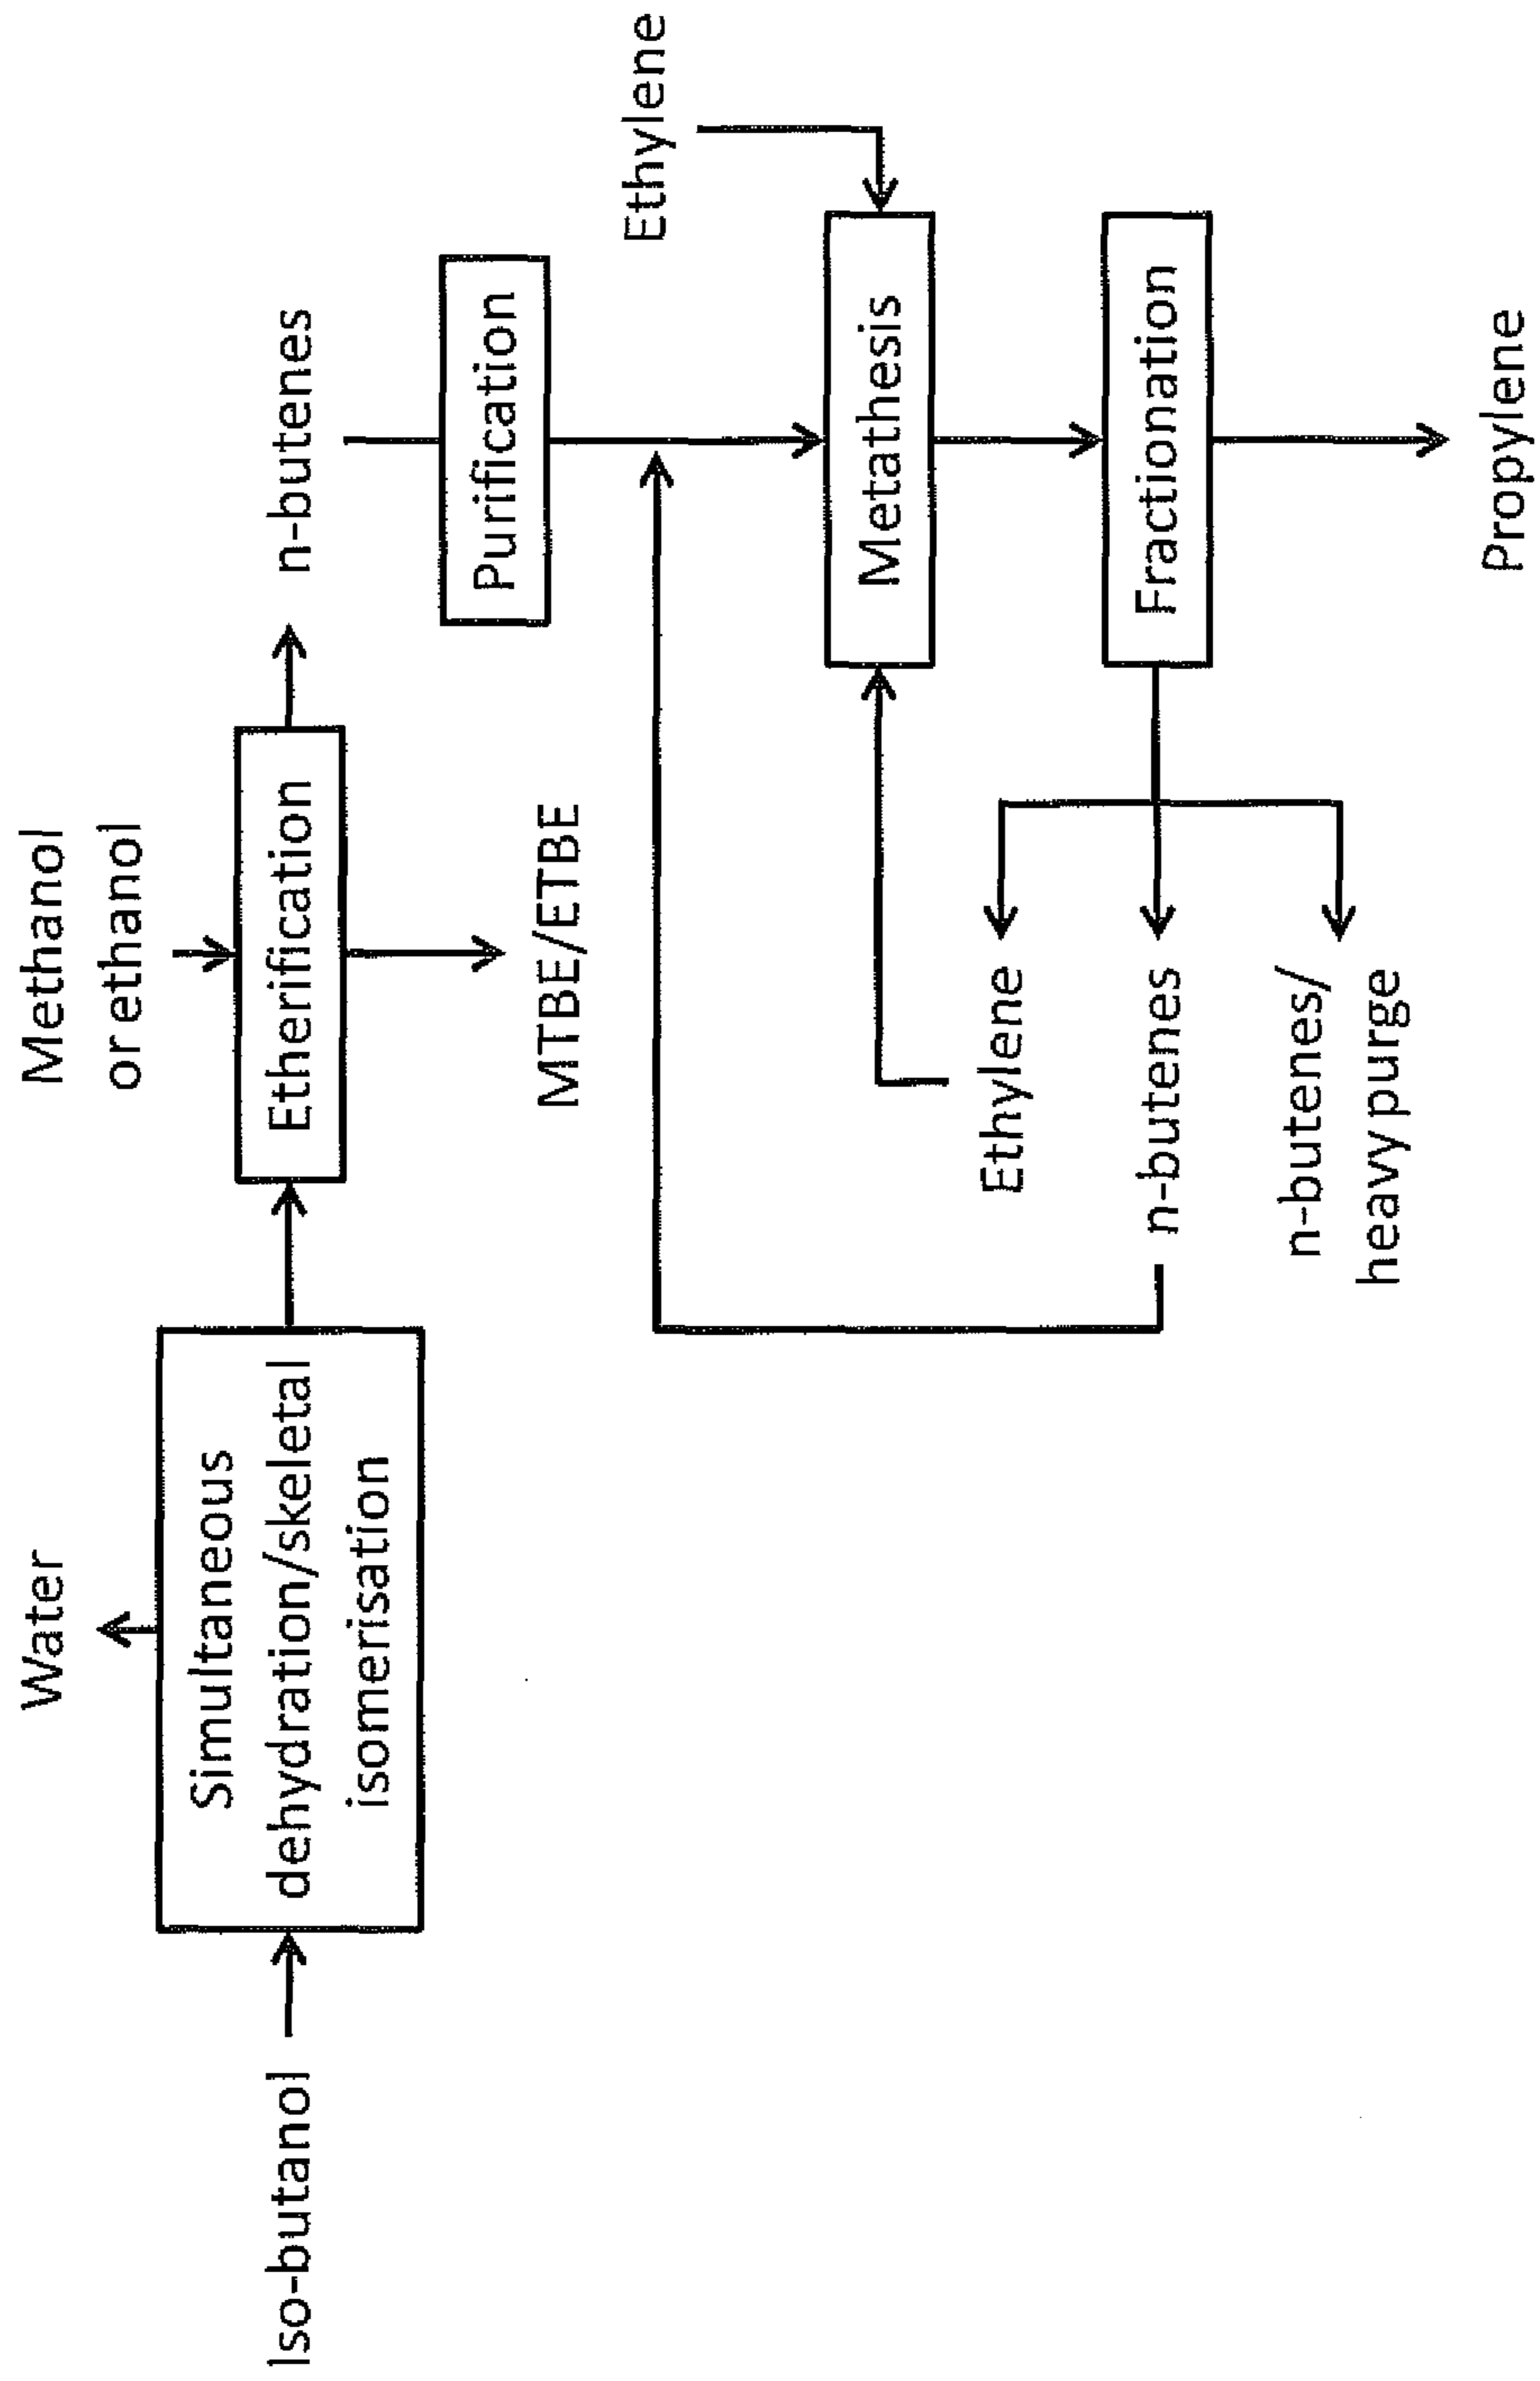 Iso-butanol
Water
Simultaneous
dehydration/skeletal
isomerisation
Methanol
or ethanol
Etherification
MTBE/ETBE
n-butenes
Purification
Ethylene
Metathesis
Fractionation
Ethylene
n-butenes
n-butenes/
heavy purge
Propylene